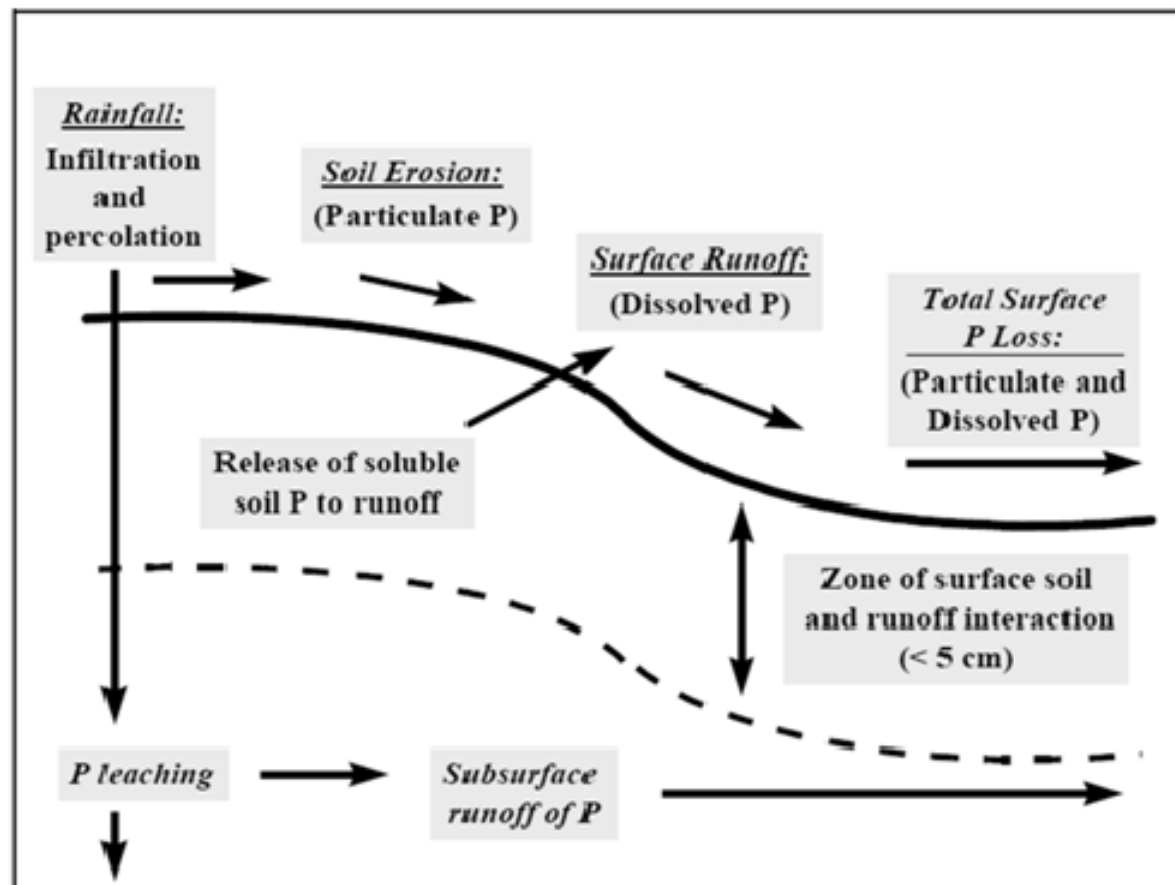 Rainfall:
Infiltration
and
percolation
Soil Erosion:
(Particulate P)
Surface Runoff:
(Dissolved P)
Total Surface
P Loss:
(Particulate and
Dissolved P)
Release of soluble
soil P to runoff
Zone of surface soil
and runoff interaction
(< 5 cm)
P leaching
Subsurface
runoff of P